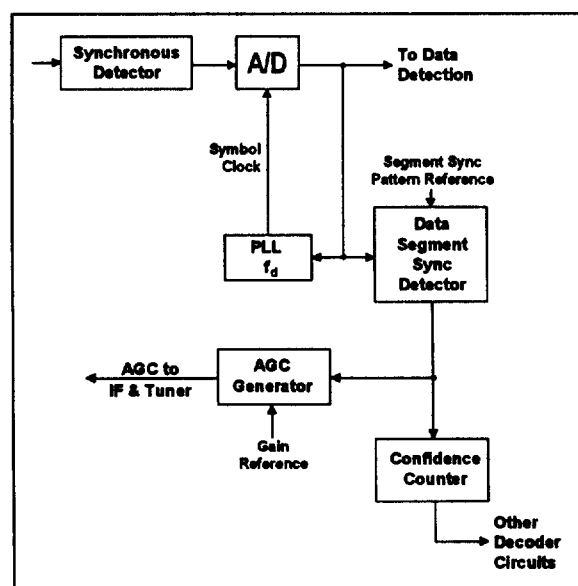 Synchronous
Detector
A/D
To Data
Detection
Symbol
Clock
Segment Sync
Pattern Reference
PLL
fd
Data
Segment
Sync
Detector
AGC to
IF & Tuner
AGC
Generator
Gain
Reference
Confidence
Counter
Other
Decoder
Circuits